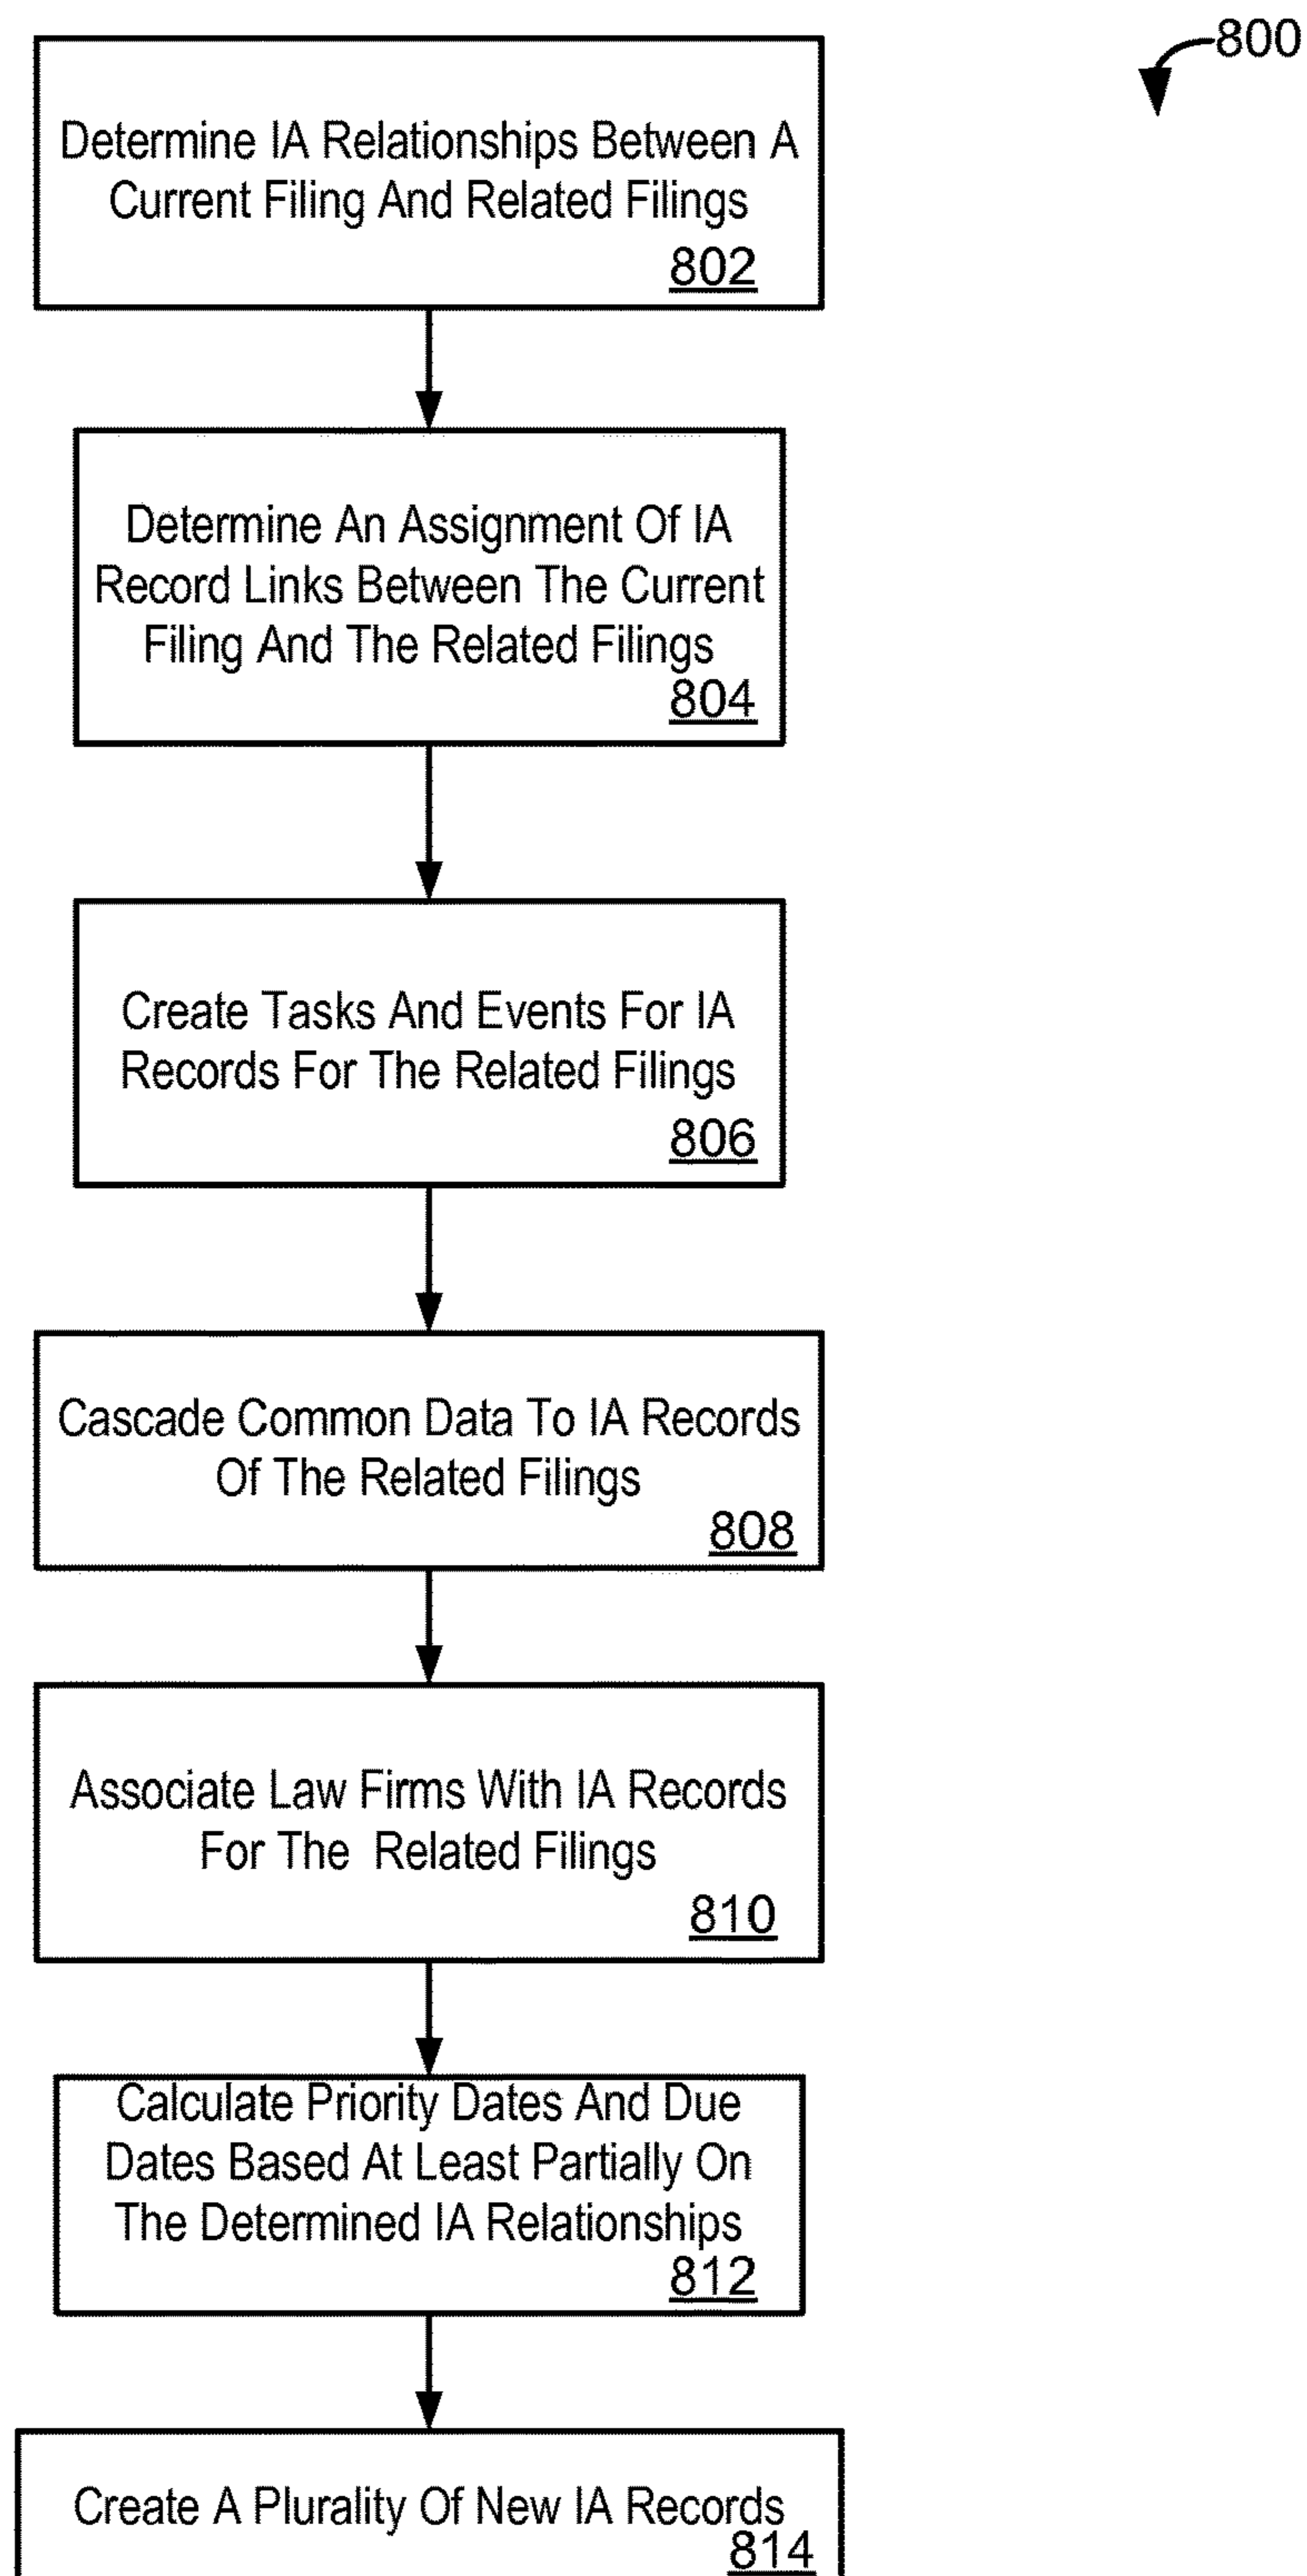 800
Determine IA Relationships Between A
Current Filing And Related Filings
802
Determine An Assignment Of IA
Record Links Between The Current
Filing And The Related Filings
804
Create Tasks And Events For IA
Records For The Related Filings
806
Cascade Common Data To IA Records
Of The Related Filings
808
Associate Law Firms With IA Records
For The Related Filings
810
Calculate Priority Dates And Due
Dates Based At Least Partially On
The Determined IA Relationships
812
Create A Plurality Of New IA Records
814